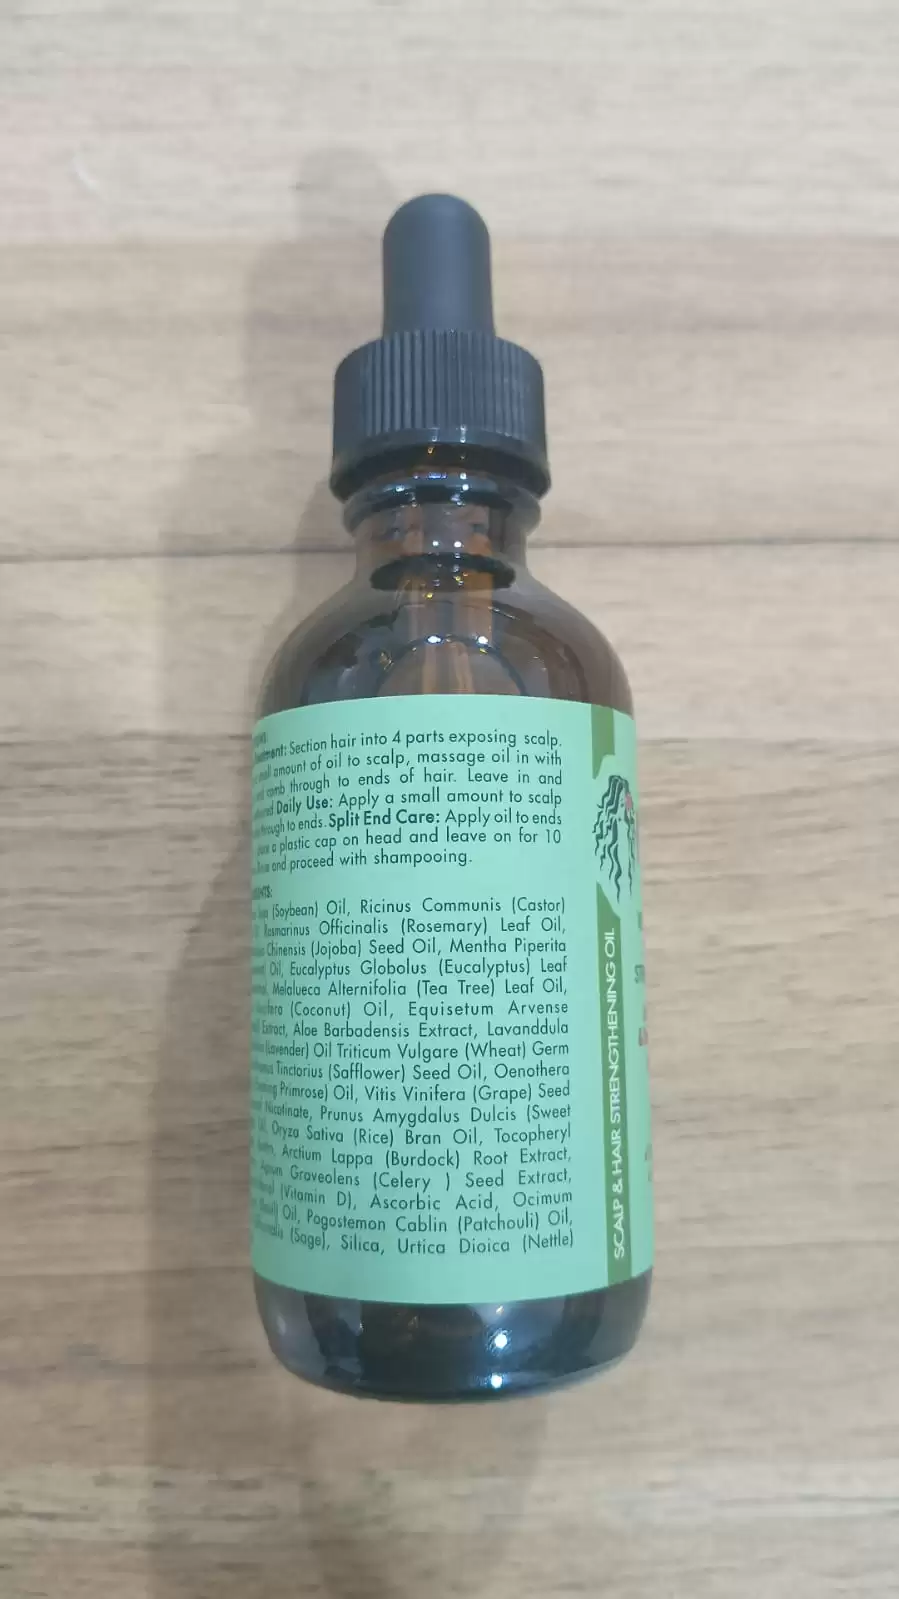 Treatment: Section hair into 4 parts exposing scalp.
small amount of oil to scalp, massage oil in with
comb through to ends of hair. Leave in and
Daily Use: Apply a small amount to scalp
through to ends. Split End Care: Apply oil to ends
a plastic cap on head and leave on for 10
and proceed with shampooing.
(Soybean) Oil, Ricinus Communis (Castor)
Rosmarinus Officinalis (Rosemary) Leaf Oil,
Chinensis (Jojoba) Seed Oil, Mentha Piperita
Oil, Eucalyptus Globolus (Eucalyptus) Leaf
Melalueca Alternifolia (Tea Tree) Leaf Oil,
(Coconut) Oil, Equisetum Arvense
Extract, Aloe Barbadensis Extract, Lavanddula
(Lavender) Oil Triticum Vulgare (Wheat) Germ
Tinctorius (Safflower) Seed Oil, Oenothera
Primrose) Oil, Vitis Vinifera (Grape) Seed
Nicotinate, Prunus Amygdalus Dulcis (Sweet
Oil, Oryza Sativa (Rice) Bran Oil, Tocopheryl
Arctium Lappa (Burdock) Root Extract,
Graveolens (Celery ) Seed Extract,
(Vitamin D), Ascorbic Acid, Ocimum
Oil, Pogostemon Cablin (Patchouli) Oil,
(Sage), Silica, Urtica Dioica (Nettle)
SCALP & HAIR STRENGTHENING OIL